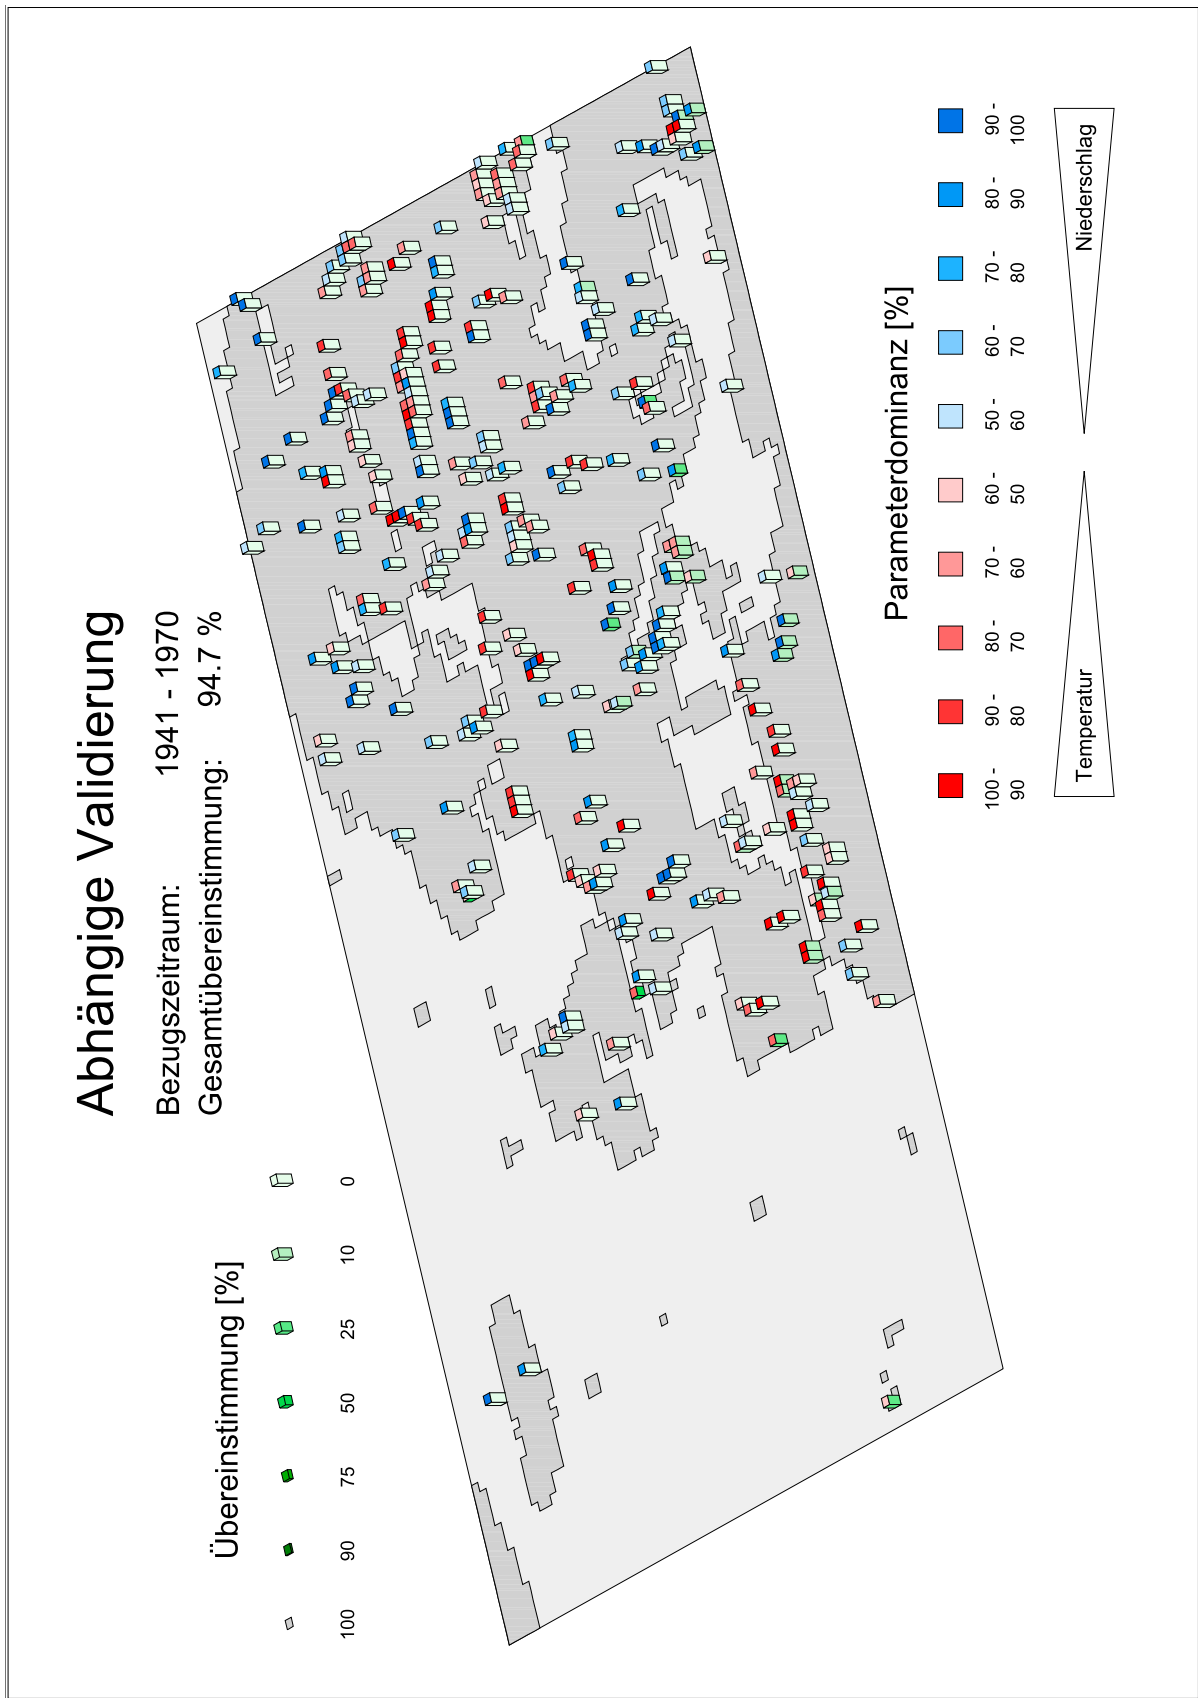 Abhängige Validierung
Bezugszeitraum: 1941 - 1970
Gesamtübereinstimmung: 94.7 %
Übereinstimmung [%]
100 90 75 50 25 10 0
Parameterdominanz [%]
100 - 90 - 80 - 70 - 60 - 50 - 60 - 70 - 80 - 90 -
90 80 70 60 50 60 70 80 90 100
Temperatur Niederschlag